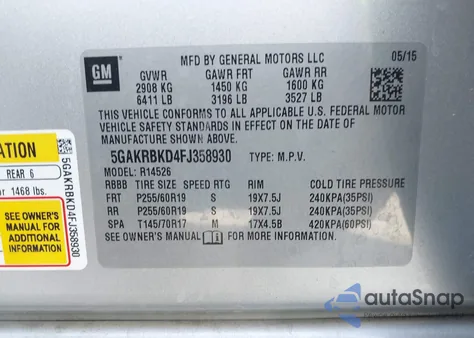 GM
MFD BY GENERAL MOTORS LLC
05/15
GVWR GAWR FRT GAWR RR
2908 KG 1450 KG 1600 KG
6411 LB 3196 LB 3527 LB
THIS VEHICLE CONFORMS TO ALL APPLICABLE U.S. FEDERAL MOTOR
VEHICLE SAFETY AND THEFT PREVENTION
STANDARDS IN EFFECT ON THE DATE OF
MANUFACTURE SHOWN ABOVE.
5GAKRBKD4FJ358930 TYPE: M.P.V.
MODEL: R14526
RBBB TIRE SIZE SPEED RTG RIM COLD TIRE PRESSURE
FRT P255/60R19 S 19X7.5J 240KPA(35PSI)
RR P255/60R19 S 19X7.5J 240KPA(35PSI)
SPA T145/70R17 M 17X4.5B 420KPA(60PSI)
SEE OWNER'S MANUAL FOR MORE INFORMATION
ATION
REAR 6
1468 lbs.
SEE OWNER'S
MANUAL FOR
ADDITIONAL
INFORMATION
5GAKRBKD4FJ358930
autoSnap